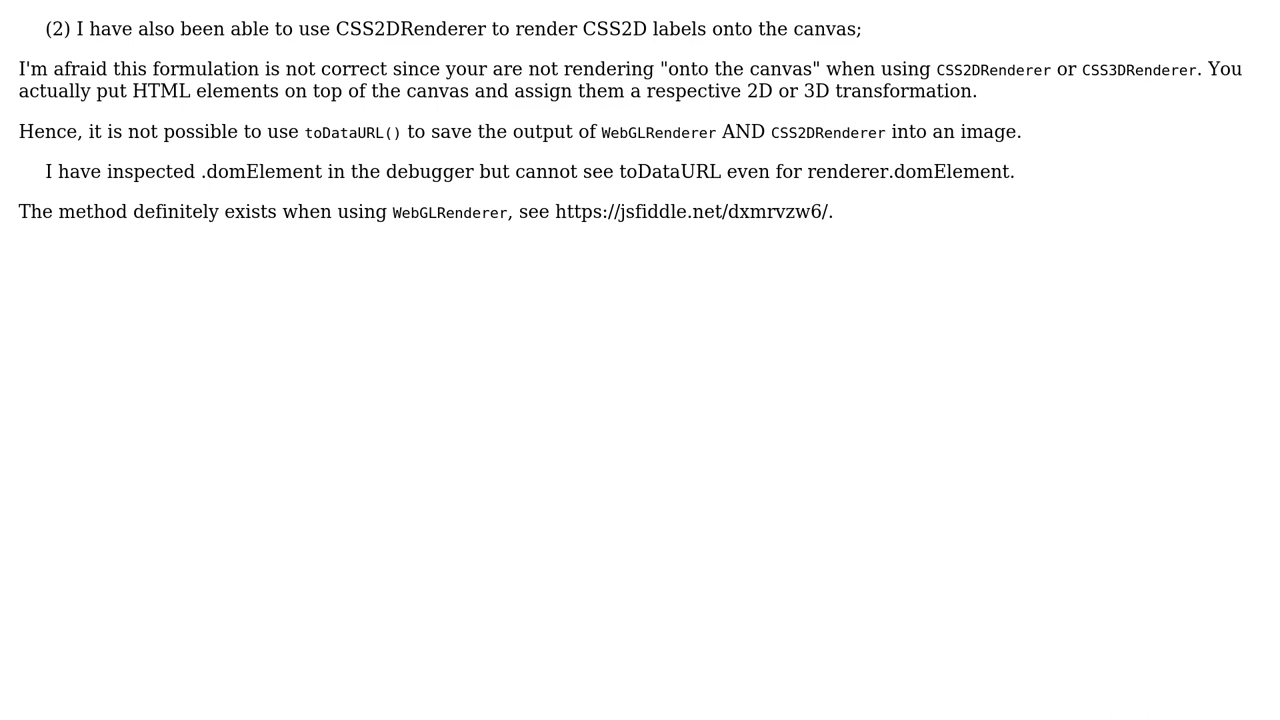 (2) I have also been able to use CSS2DRenderer to render CSS2D labels onto the canvas;
I'm afraid this formulation is not correct since your are not rendering "onto the canvas" when using CSS2DRenderer or CSS3DRenderer. You
actually put HTML elements on top of the canvas and assign them a respective 2D or 3D transformation.
Hence, it is not possible to use toDataURL() to save the output of WebGLRenderer AND CSS2DRenderer into an image.
I have inspected .domElement in the debugger but cannot see toDataURL even for renderer.domElement.
The method definitely exists when using WebGLRenderer, see https://jsfiddle.net/dxmrvzw6/.